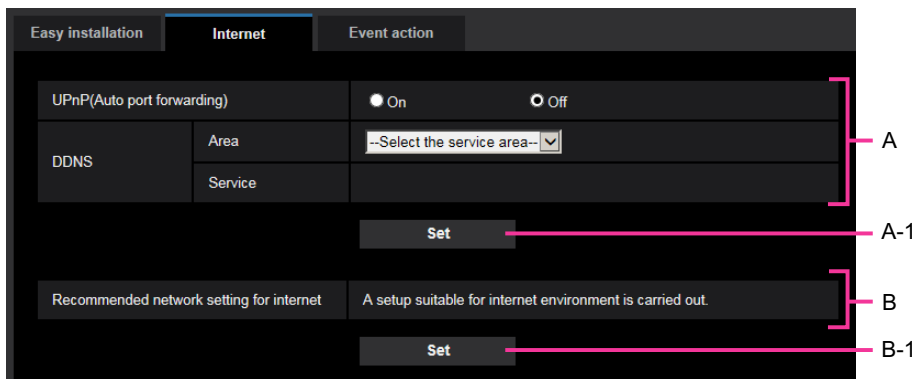 Easy installation Internet Event action
UPnP(Auto port forwarding) On Off
A
DDNS
Area --Select the service area--
Service
Set
A-1
Recommended network setting for internet A setup suitable for internet environment is carried out.
B
Set
B-1